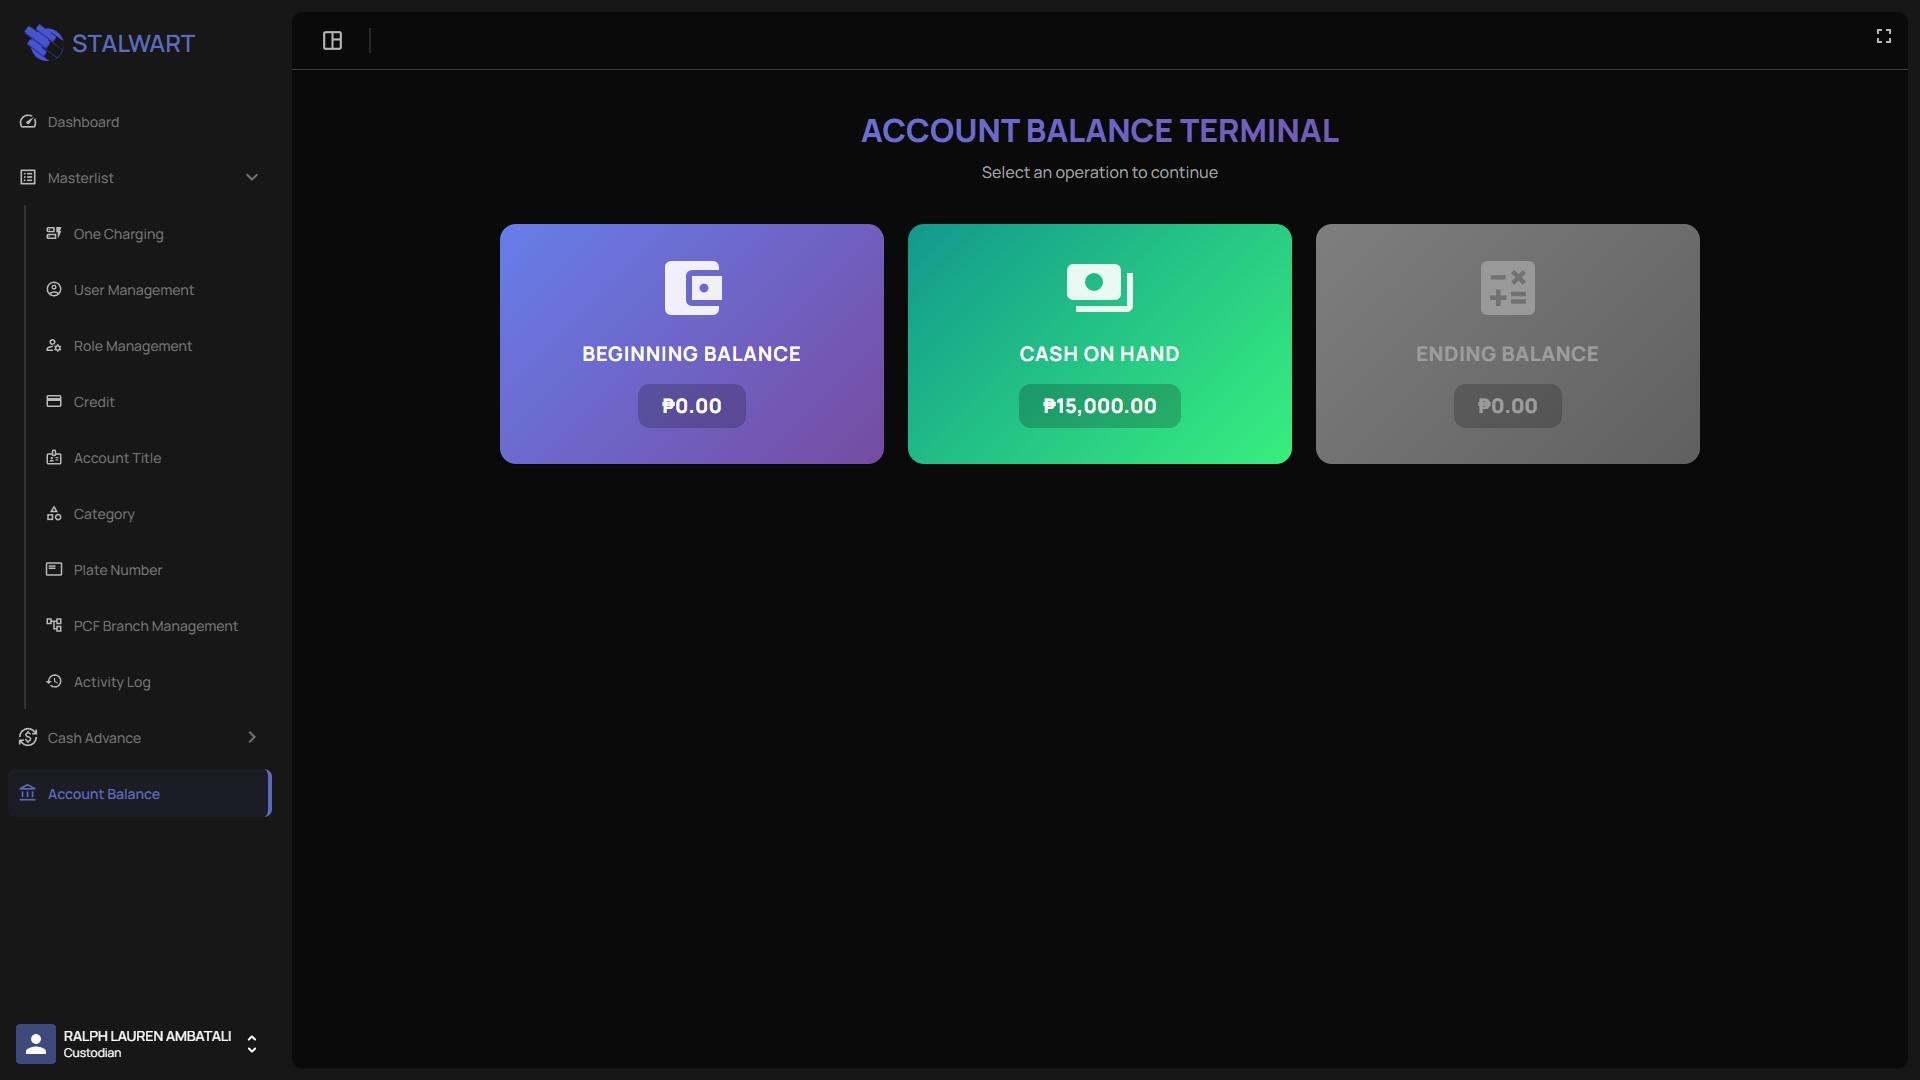 STALWART
Dashboard
Masterlist
One Charging
User Management
Role Management
Credit
Account Title
Category
Plate Number
PCF Branch Management
Activity Log
Cash Advance
Account Balance
RALPH LAUREN AMBATALI
Custodian
ACCOUNT BALANCE TERMINAL
Select an operation to continue
BEGINNING BALANCE
₱0.00
CASH ON HAND
₱15,000.00
ENDING BALANCE
₱0.00